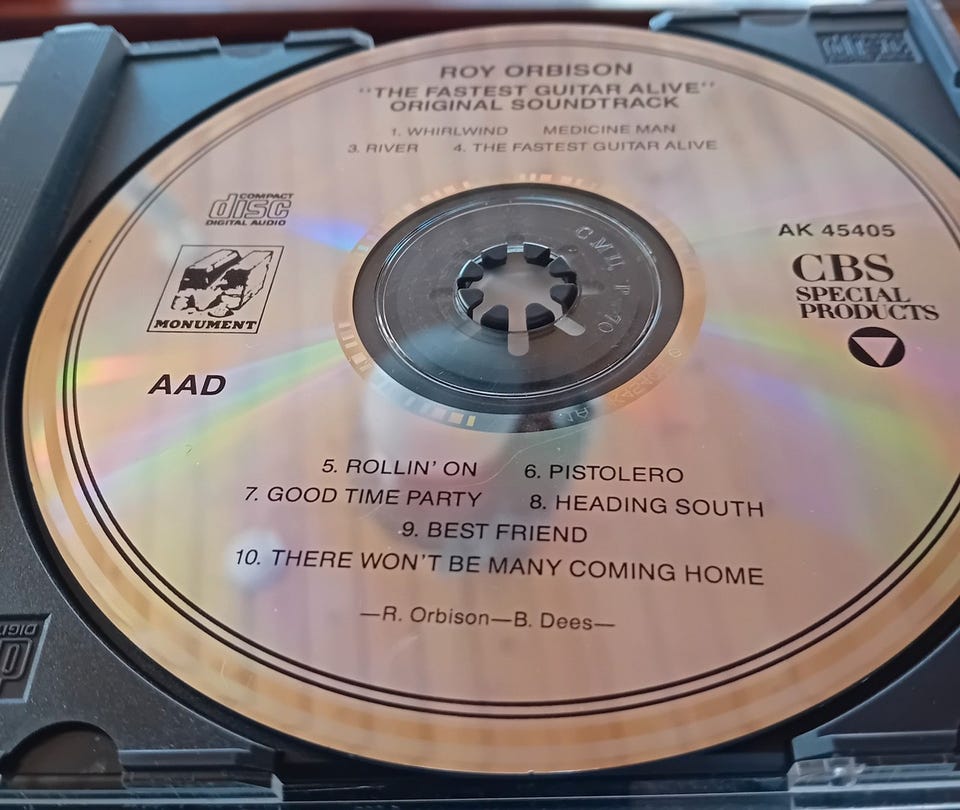 ROY ORBISON
"THE FASTEST GUITAR ALIVE"
ORIGINAL SOUNDTRACK
1. WHIRLWIND MEDICINE MAN
3. RIVER 4. THE FASTEST GUITAR ALIVE
COMPACT
disc
DIGITAL AUDIO
MONUMENT
AAD
AK 45405
CBS
SPECIAL
PRODUCTS
5. ROLLIN' ON 6. PISTOLERO
7. GOOD TIME PARTY 8. HEADING SOUTH
9. BEST FRIEND
10. THERE WON'T BE MANY COMING HOME
—R. Orbison—B. Dees—